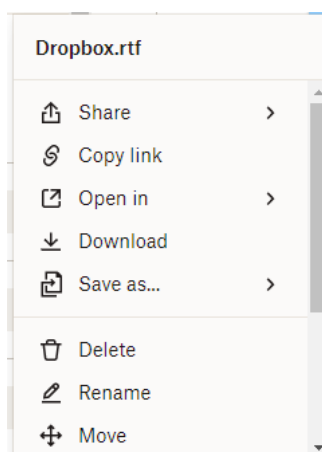 Dropbox.rtf
Share
Copy link
Open in
Download
Save as...
Delete
Rename
Move